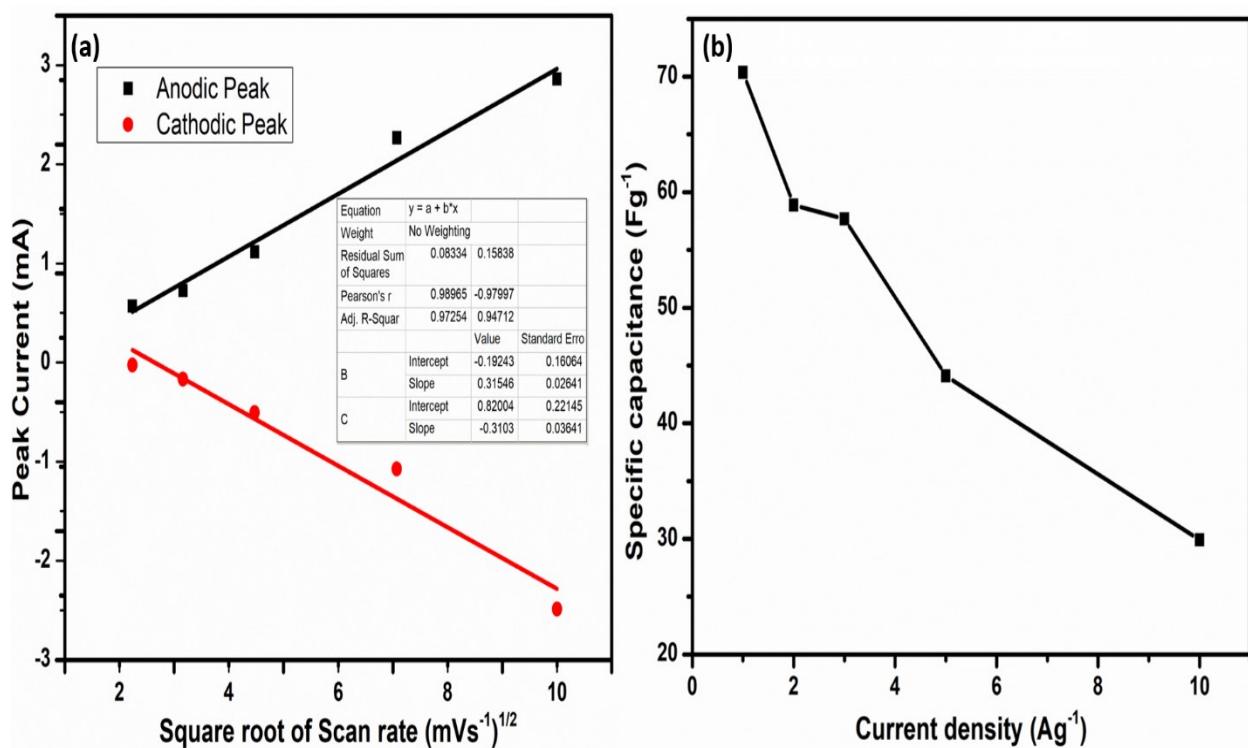 (a)
Anodic Peak
Cathodic Peak
Peak Current (mA)
3
2
1
0
-1
-2
-3
Equation y = a + b*x
Weight No Weighting
Residual Sum of Squares 0.08334 0.15838
Pearson's r 0.98965 -0.97997
Adj. R-Squar 0.97254 0.94712
Value Standard Erro
B Intercept -0.19243 0.16064
Slope 0.31546 0.02641
C Intercept 0.82004 0.22145
Slope -0.3103 0.03641
2 4 6 8 10
Square root of Scan rate (mVs⁻¹)¹/²
(b)
Specific capacitance (Fg⁻¹)
70
60
50
40
30
20
0 2 4 6 8 10
Current density (Ag⁻¹)